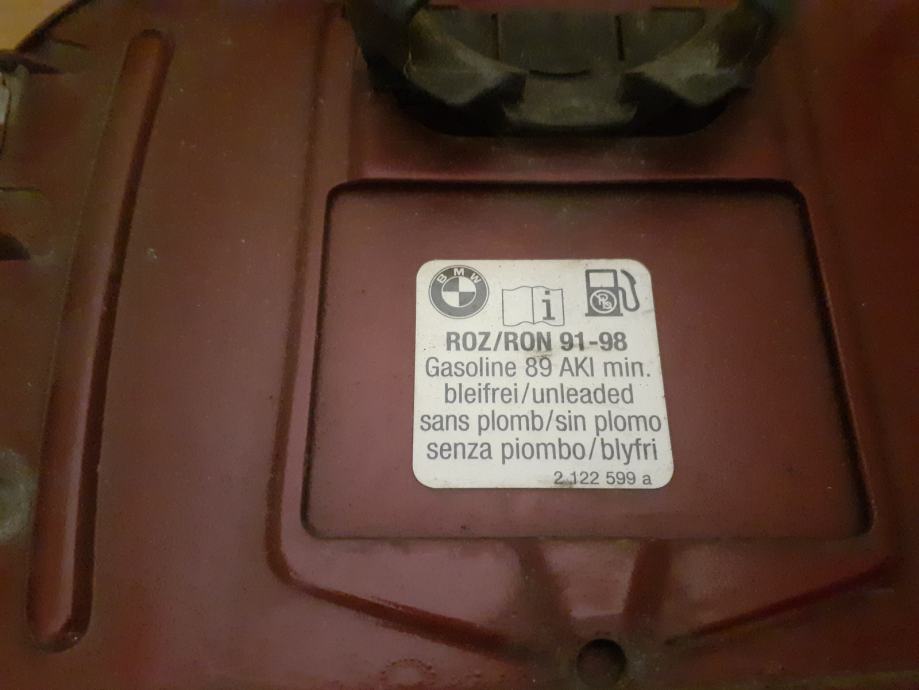 BMW
i
ROZ/RON 91-98
Gasoline 89 AKI min.
bleifrei/unleaded
sans plomb/sin plomo
senza piombo/blyfri
2 122 599 a